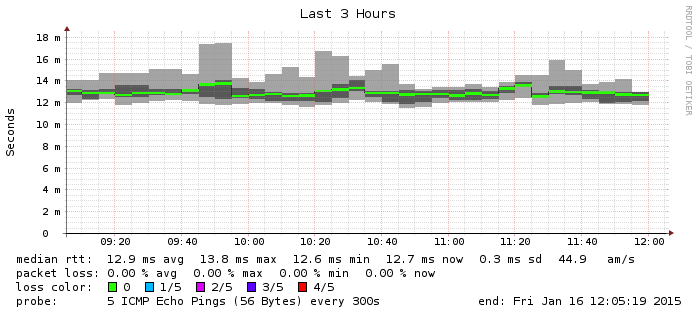 Last 3 Hours
RRDTOOL / TOBI OETIKER
Seconds
18 m
16 m
14 m
12 m
10 m
8 m
6 m
4 m
2 m
0
09:20 09:40 10:00 10:20 10:40 11:00 11:20 11:40 12:00
median rtt: 12.9 ms avg 13.8 ms max 12.6 ms min 12.7 ms now 0.3 ms sd 44.9 am/s
packet loss: 0.00 % avg 0.00 % max 0.00 % min 0.00 % now
loss color: 0 1/5 2/5 3/5 4/5
probe: 5 ICMP Echo Pings (56 Bytes) every 300s end: Fri Jan 16 12:05:19 2015